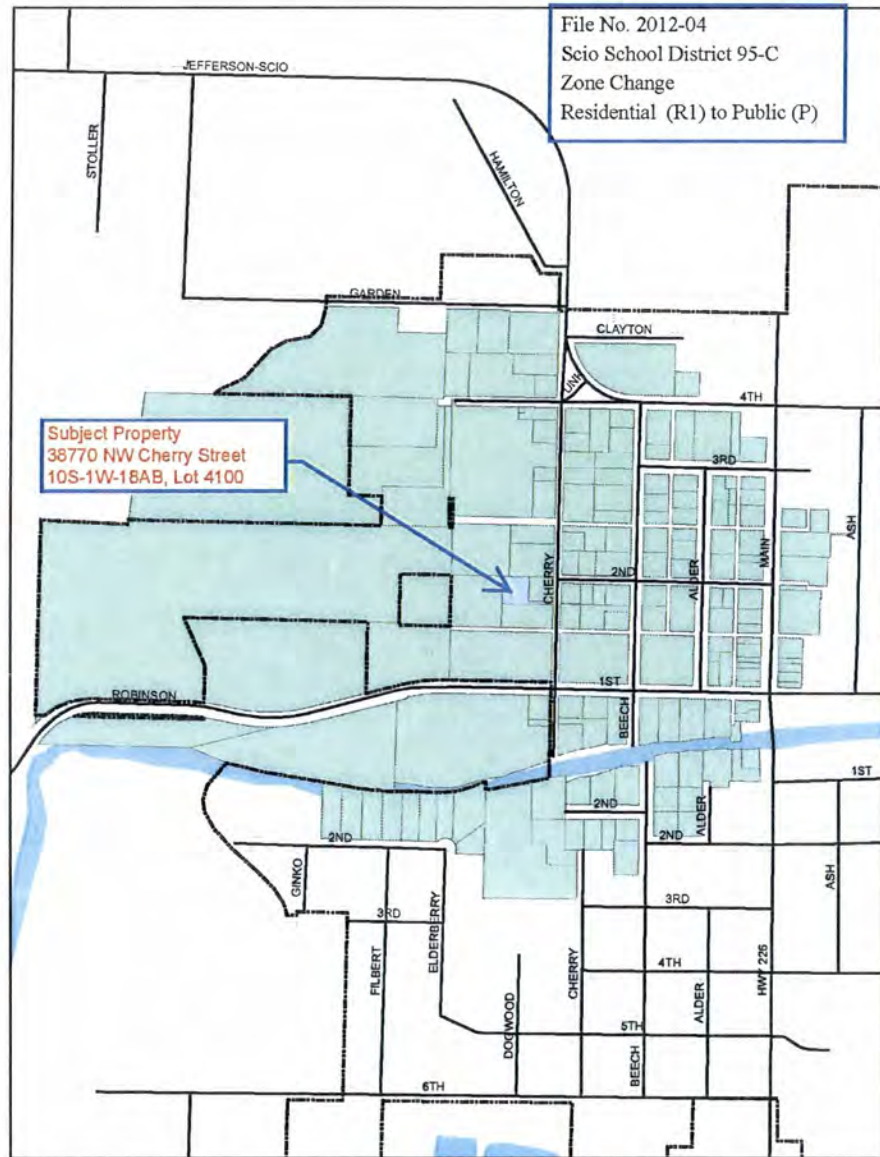 File No. 2012-04
Scio School District 95-C
Zone Change
Residential (R1) to Public (P)
JEFFERSON-SCIO
STOLLER
HAMILTON
GARDEN
CLAYTON
LINN
4TH
Subject Property
38770 NW Cherry Street
10S-1W-18AB, Lot 4100
3RD
CHERRY
ALDER
MAIN
ASH
2ND
ROBINSON
1ST
BEECH
1ST
2ND
ALDER
2ND
2ND
GINKO
FILBERT
ELDERBERRY
3RD
3RD
ASH
DOGWOOD
CHERRY
4TH
ALDER
HWY 226
5TH
BEECH
6TH